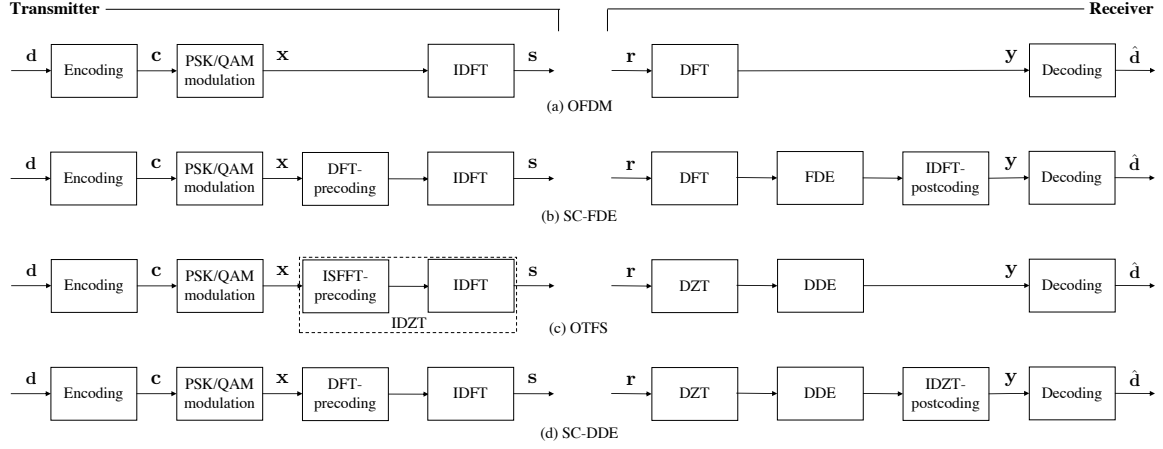 Transmitter
Receiver
d
Encoding
c
PSK/QAM
modulation
x
IDFT
s
r
DFT
y
Decoding
d̂
(a) OFDM
d
Encoding
c
PSK/QAM
modulation
x
DFT-
precoding
IDFT
s
r
DFT
FDE
IDFT-
postcoding
y
Decoding
d̂
(b) SC-FDE
d
Encoding
c
PSK/QAM
modulation
x
ISFFT-
precoding
IDFT
IDZT
s
r
DZT
DDE
y
Decoding
d̂
(c) OTFS
d
Encoding
c
PSK/QAM
modulation
x
DFT-
precoding
IDFT
s
r
DZT
DDE
IDZT-
postcoding
y
Decoding
d̂
(d) SC-DDE